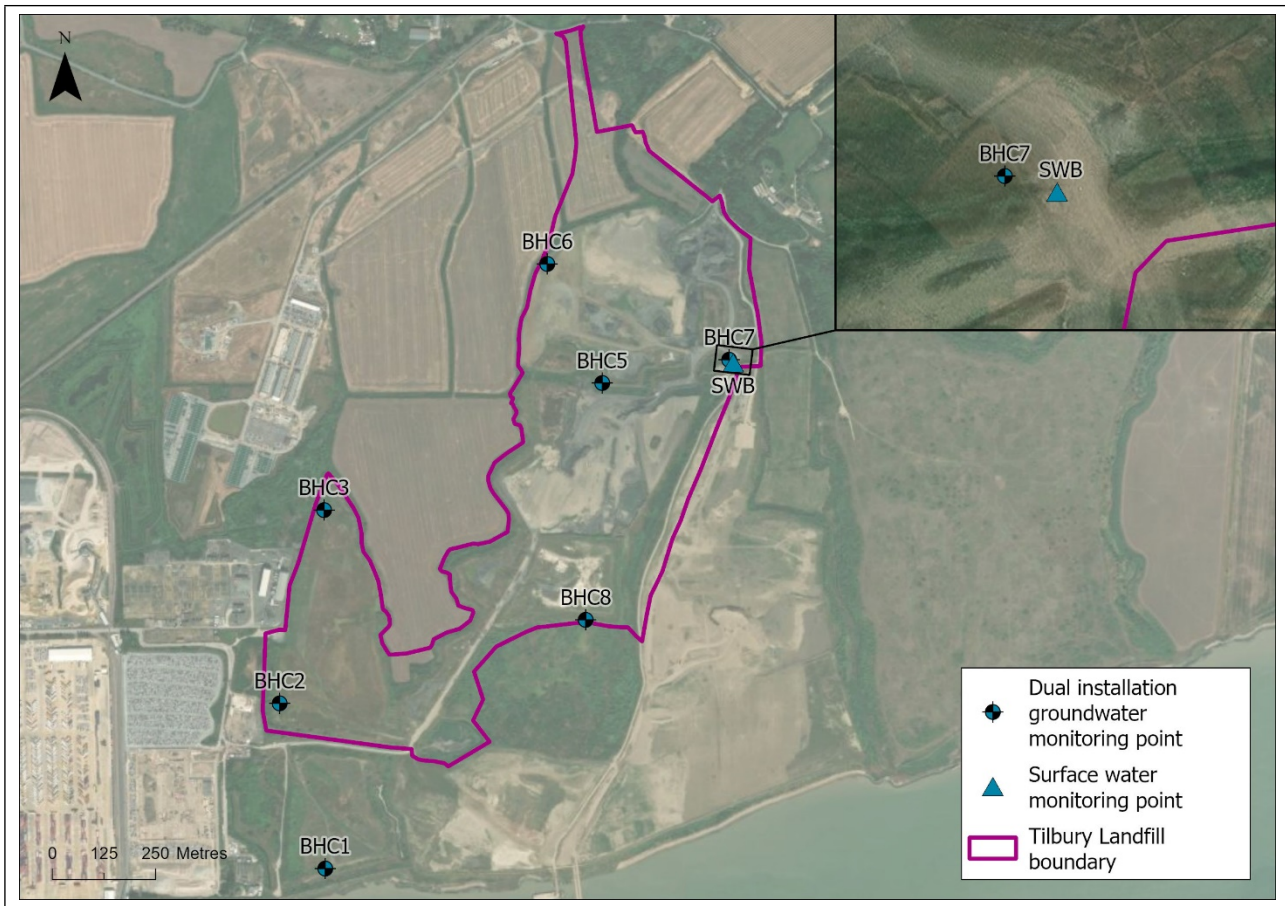 N
BHC7
SWB
BHC6
BHC7
BHC5
SWB
BHC3
BHC8
BHC2
BHC1
0 125 250 Metres
Dual installation
groundwater
monitoring point
Surface water
monitoring point
Tilbury Landfill
boundary